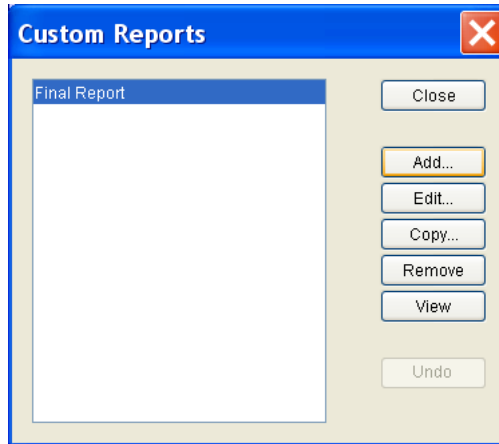 Custom Reports
Final Report
Close
Add...
Edit...
Copy...
Remove
View
Undo